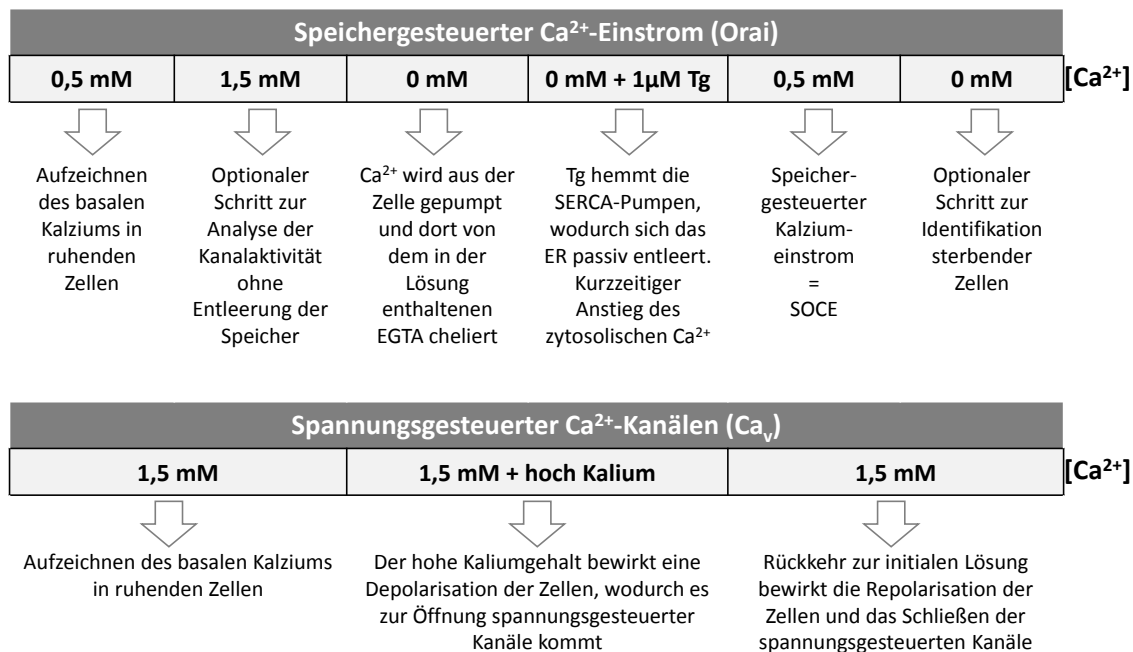 Speichergesteuerter Ca²⁺-Einstrom (Orai)
0,5 mM 1,5 mM 0 mM 0 mM + 1µM Tg 0,5 mM 0 mM [Ca²⁺]
Aufzeichnen
des basalen
Kalziums in
ruhenden
Zellen
Optionaler
Schritt zur
Analyse der
Kanalaktivität
ohne
Entleerung der
Speicher
Ca²⁺ wird aus der
Zelle gepumpt
und dort von
dem in der
Lösung
enthaltenen
EGTA cheliert
Tg hemmt die
SERCA-Pumpen,
wodurch sich das
ER passiv entleert.
Kurzzeitiger
Anstieg des
zytosolischen Ca²⁺
Speicher-
gesteuerter
Kalzium-
einstrom
=
SOCE
Optionaler
Schritt zur
Identifikation
sterbender
Zellen
Spannungsgesteuerter Ca²⁺-Kanälen (Caᵥ)
1,5 mM 1,5 mM + hoch Kalium 1,5 mM [Ca²⁺]
Aufzeichnen des basalen Kalziums
in ruhenden Zellen
Der hohe Kaliumgehalt bewirkt eine
Depolarisation der Zellen, wodurch es
zur Öffnung spannungsgesteuerter
Kanäle kommt
Rückkehr zur initialen Lösung
bewirkt die Repolarisation der
Zellen und das Schließen der
spannungsgesteuerten Kanäle